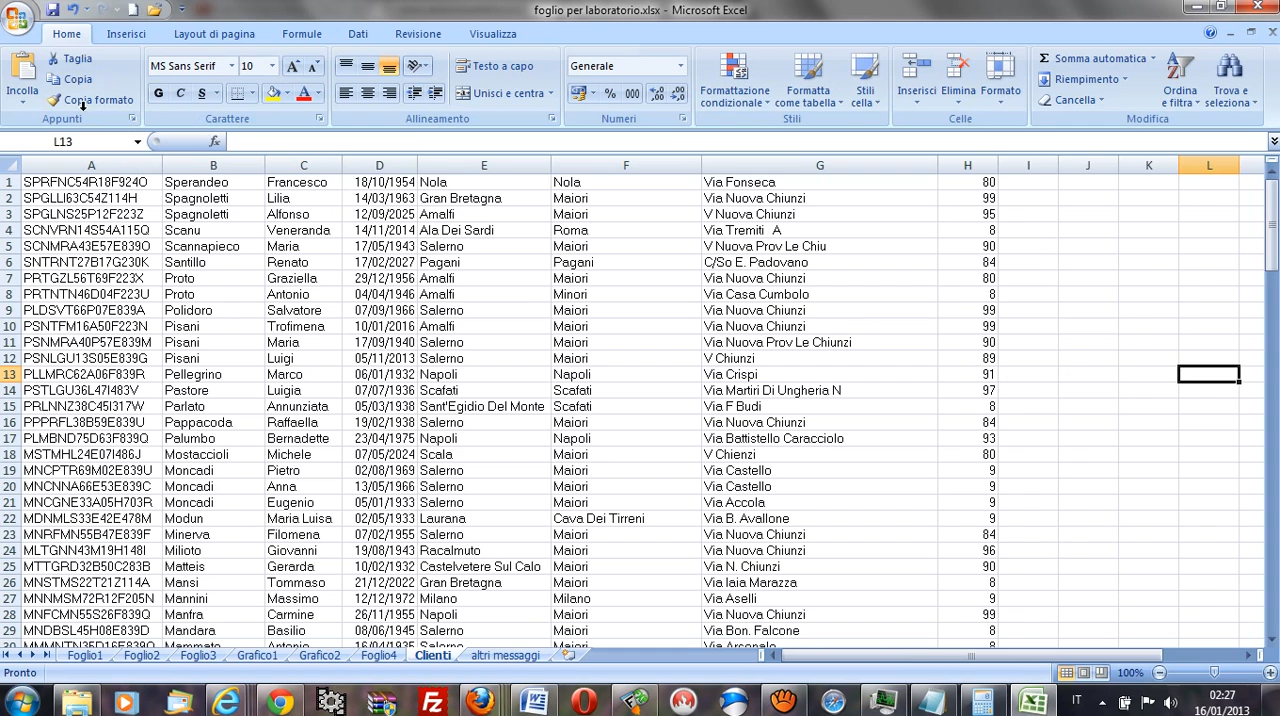 foglio per laboratorio.xlsx - Microsoft Excel
Home Inserisci Layout di pagina Formule Dati Revisione Visualizza
Incolla Taglia Copia Copia formato
MS Sans Serif 10 G C S
Testo a capo Unisci e centra
Generale % 000
Formattazione condizionale Formatta come tabella Stili cella
Inserisci Elimina Formato
Somma automatica Riempimento Cancella
Ordina e filtra Trova e seleziona
Appunti Carattere Allineamento Numeri Stili Celle Modifica
L13 fx
A B C D E F G H I J K L
1 SPRFNC54R18F924O Sperandeo Francesco 18/10/1954 Nola Nola Via Fonseca 80
2 SPGLLI63C54Z114H Spagnoletti Lilia 14/03/1963 Gran Bretagna Maiori Via Nuova Chiunzi 99
3 SPGLNS25P12F223Z Spagnoletti Alfonso 12/09/2025 Amalfi Maiori V Nuova Chiunzi 95
4 SCNVRN14S54A115Q Scanu Veneranda 14/11/2014 Ala Dei Sardi Roma Via Tremiti A 8
5 SCNMRA43E57E839O Scannapieco Maria 17/05/1943 Salerno Maiori V Nuova Prov Le Chiu 90
6 SNTRNT27B17G230K Santillo Renato 17/02/2027 Pagani Pagani C/So E. Padovano 84
7 PRTGZL56T69F223X Proto Graziella 29/12/1956 Amalfi Maiori Via Nuova Chiunzi 80
8 PRTNTN46D04F223U Proto Antonio 04/04/1946 Amalfi Minori Via Casa Cumbolo 8
9 PLDSVT66P07E839A Polidoro Salvatore 07/09/1966 Salerno Maiori Via Nuova Chiunzi 99
10 PSNTFM16A50F223N Pisani Trofimena 10/01/2016 Amalfi Maiori Via Nuova Chiunzi 99
11 PSNMRA40P57E839M Pisani Maria 17/09/1940 Salerno Maiori Via Nuova Prov Le Chiunzi 90
12 PSNLGU13S05E839G Pisani Luigi 05/11/2013 Salerno Maiori V Chiunzi 89
13 PLLMRC62A06F839R Pellegrino Marco 06/01/1932 Napoli Napoli Via Crispi 91
14 PSTLGU36L47I483V Pastore Luigia 07/07/1936 Scafati Scafati Via Martiri Di Ungheria N 97
15 PRLNNZ38C45I317W Parlato Annunziata 05/03/1938 Sant'Egidio Del Monte Scafati Via F Budi 8
16 PPPRFL38B59E839U Pappacoda Raffaella 19/02/1938 Salerno Maiori Via Nuova Chiunzi 84
17 PLMBND75D63F839Q Palumbo Bernadette 23/04/1975 Napoli Napoli Via Battistello Caracciolo 93
18 MSTMHL24E07I486J Mostaccioli Michele 07/05/2024 Scala Maiori V Chienzi 80
19 MNCPTR69M02E839U Moncadi Pietro 02/08/1969 Salerno Maiori Via Castello 9
20 MNCNNA66E53E839C Moncadi Anna 13/05/1966 Salerno Maiori Via Castello 9
21 MNCGNE33A05H703R Moncadi Eugenio 05/01/1933 Salerno Maiori Via Accola 9
22 MDNMLS33E42E478M Modun Maria Luisa 02/05/1933 Laurana Cava Dei Tirreni Via B. Avallone 9
23 MNRFMN55B47E839F Minerva Filomena 07/02/1955 Salerno Maiori Via Nuova Chiunzi 84
24 MLTGNN43M19H148I Milioto Giovanni 19/08/1943 Racalmuto Maiori Via Nuova Chiunzi 96
25 MTTGRD32B50C283B Matteis Gerarda 10/02/1932 Castelvetere Sul Calo Maiori Via N. Chiunzi 90
26 MNSTMS22T21Z114A Mansi Tommaso 21/12/2022 Gran Bretagna Maiori Via Iaia Marazza 8
27 MNNMSM72R12F205N Mannini Massimo 12/12/1972 Milano Milano Via Aselli 9
28 MNFCMN55S26F839Q Manfra Carmine 26/11/1955 Napoli Maiori Via Nuova Chiunzi 99
29 MNDBSL45H08E839D Mandara Basilio 08/06/1945 Salerno Maiori Via Bon. Falcone 8
Foglio1 Foglio2 Foglio3 Grafico1 Grafico2 Foglio4 Clienti altri messaggi
Pronto 100%
IT 02:27
16/01/2013